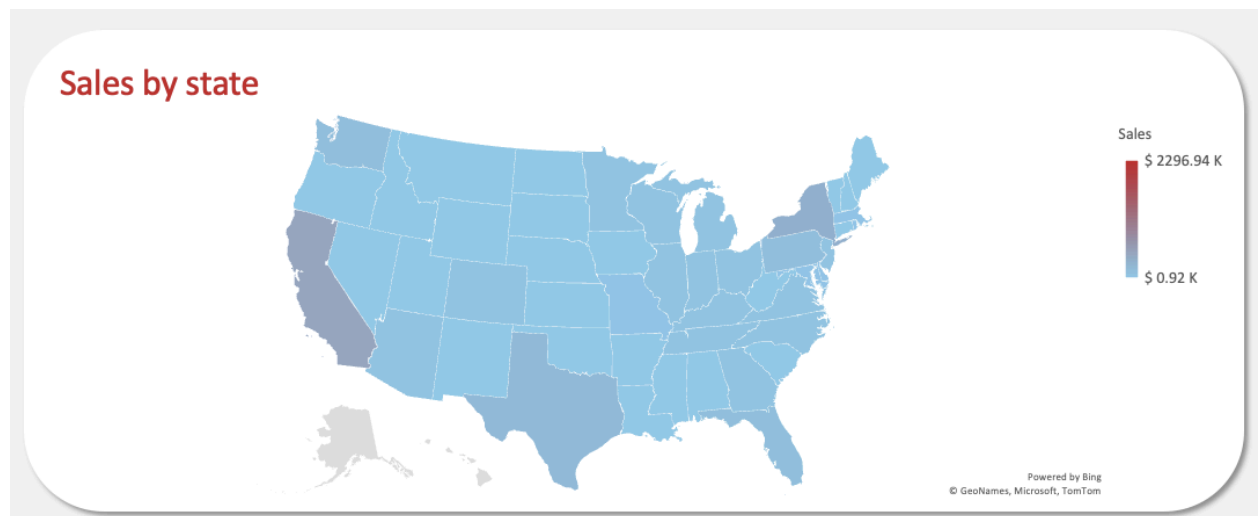 Sales by state
Sales
$ 2296.94 K
$ 0.92 K
Powered by Bing
© GeoNames, Microsoft, TomTom